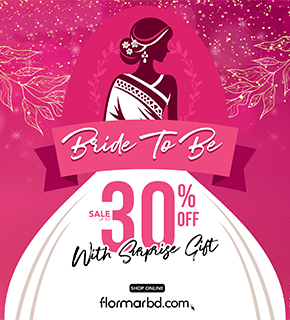 Bride To Be
SALE
UP TO
30% OFF
With Surprise Gift
SHOP ONLINE
flormarbd.com